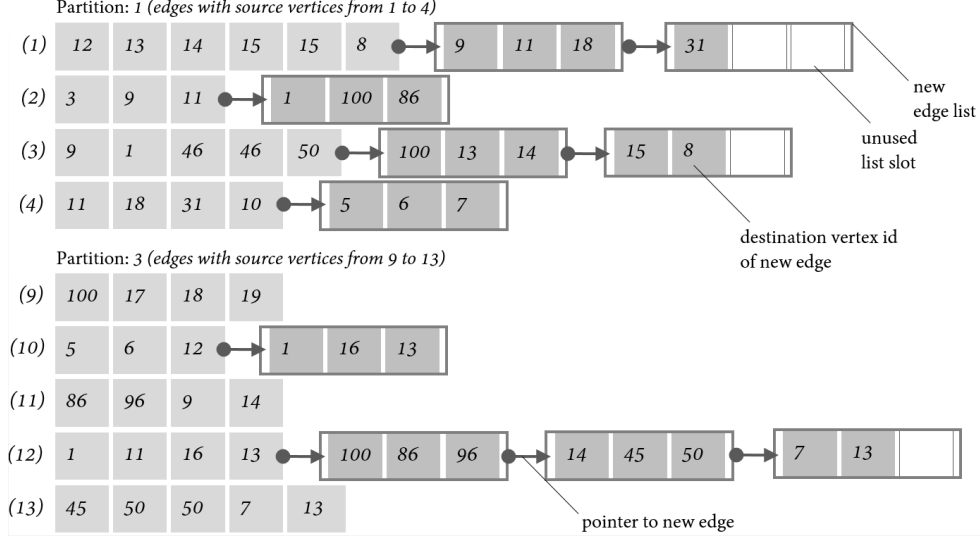 Partition: 1 (edges with source vertices from 1 to 4)
(1) 12 13 14 15 15 8 9 11 18 31
new
edge list
(2) 3 9 11 1 100 86
unused
list slot
(3) 9 1 46 46 50 100 13 14 15 8
(4) 11 18 31 10 5 6 7
destination vertex id
of new edge
Partition: 3 (edges with source vertices from 9 to 13)
(9) 100 17 18 19
(10) 5 6 12 1 16 13
(11) 86 96 9 14
(12) 1 11 16 13 100 86 96 14 45 50 7 13
(13) 45 50 50 7 13
pointer to new edge